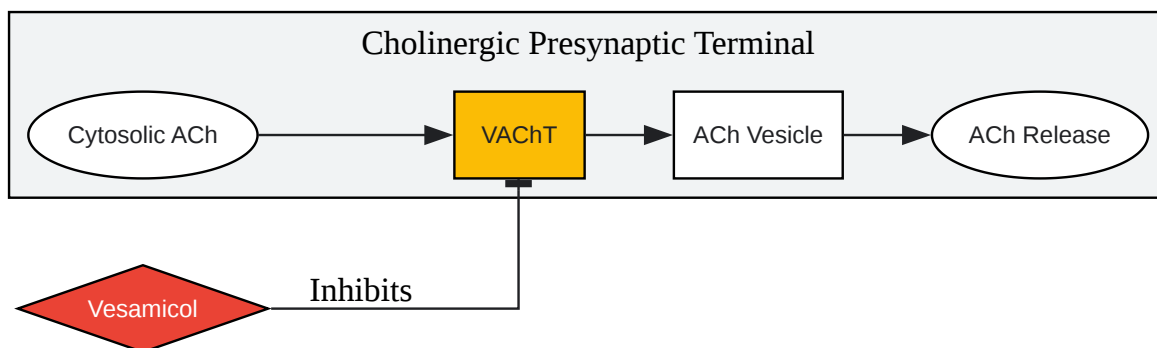 Cholinergic Presynaptic Terminal
Cytosolic ACh
VAChT
ACh Vesicle
ACh Release
Inhibits
Vesamicol